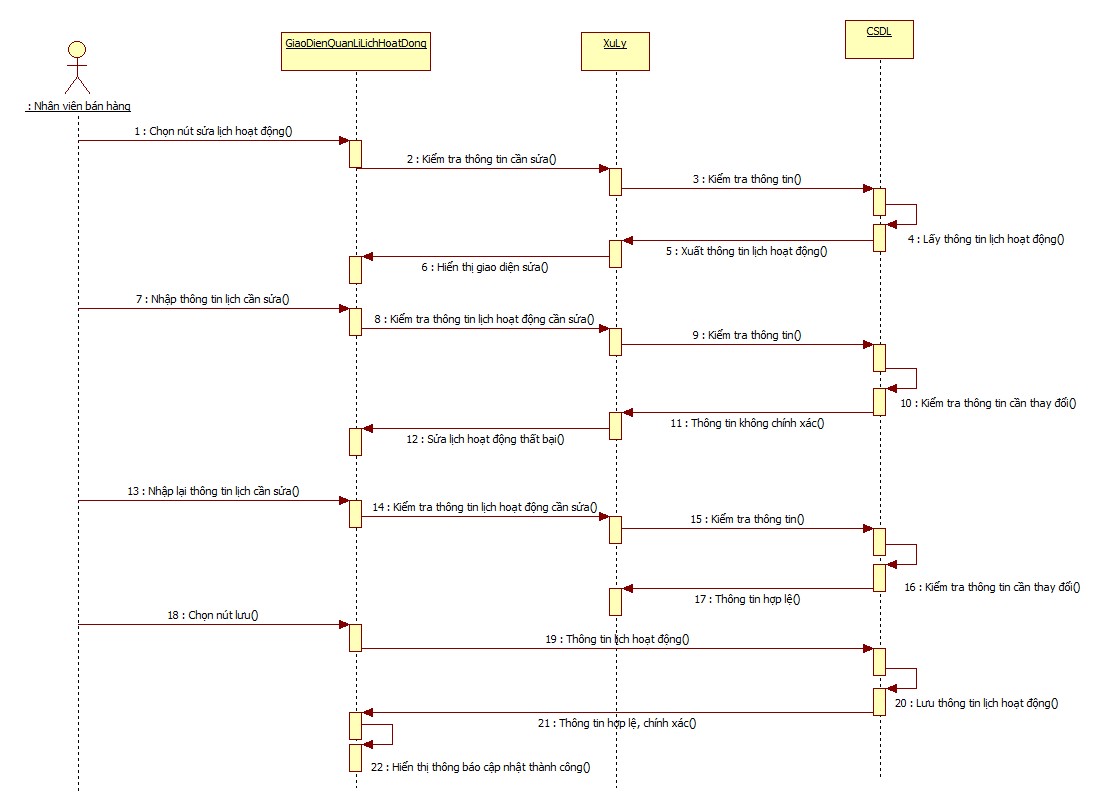 CSDL
GiaoDienQuanLiLichHoatDong
XuLy
: Nhân viên bán hàng
1 : Chọn nút sửa lịch hoạt động()
2 : Kiểm tra thông tin cần sửa()
3 : Kiểm tra thông tin()
4 : Lấy thông tin lịch hoạt động()
5 : Xuất thông tin lịch hoạt động()
6 : Hiển thị giao diện sửa()
7 : Nhập thông tin lịch cần sửa()
8 : Kiểm tra thông tin lịch hoạt động cần sửa()
9 : Kiểm tra thông tin()
10 : Kiểm tra thông tin cần thay đổi()
11 : Thông tin không chính xác()
12 : Sửa lịch hoạt động thất bại()
13 : Nhập lại thông tin lịch cần sửa()
14 : Kiểm tra thông tin lịch hoạt động cần sửa()
15 : Kiểm tra thông tin()
16 : Kiểm tra thông tin cần thay đổi()
17 : Thông tin hợp lệ()
18 : Chọn nút lưu()
19 : Thông tin lịch hoạt động()
20 : Lưu thông tin lịch hoạt động()
21 : Thông tin hợp lệ, chính xác()
22 : Hiển thị thông báo cập nhật thành công()